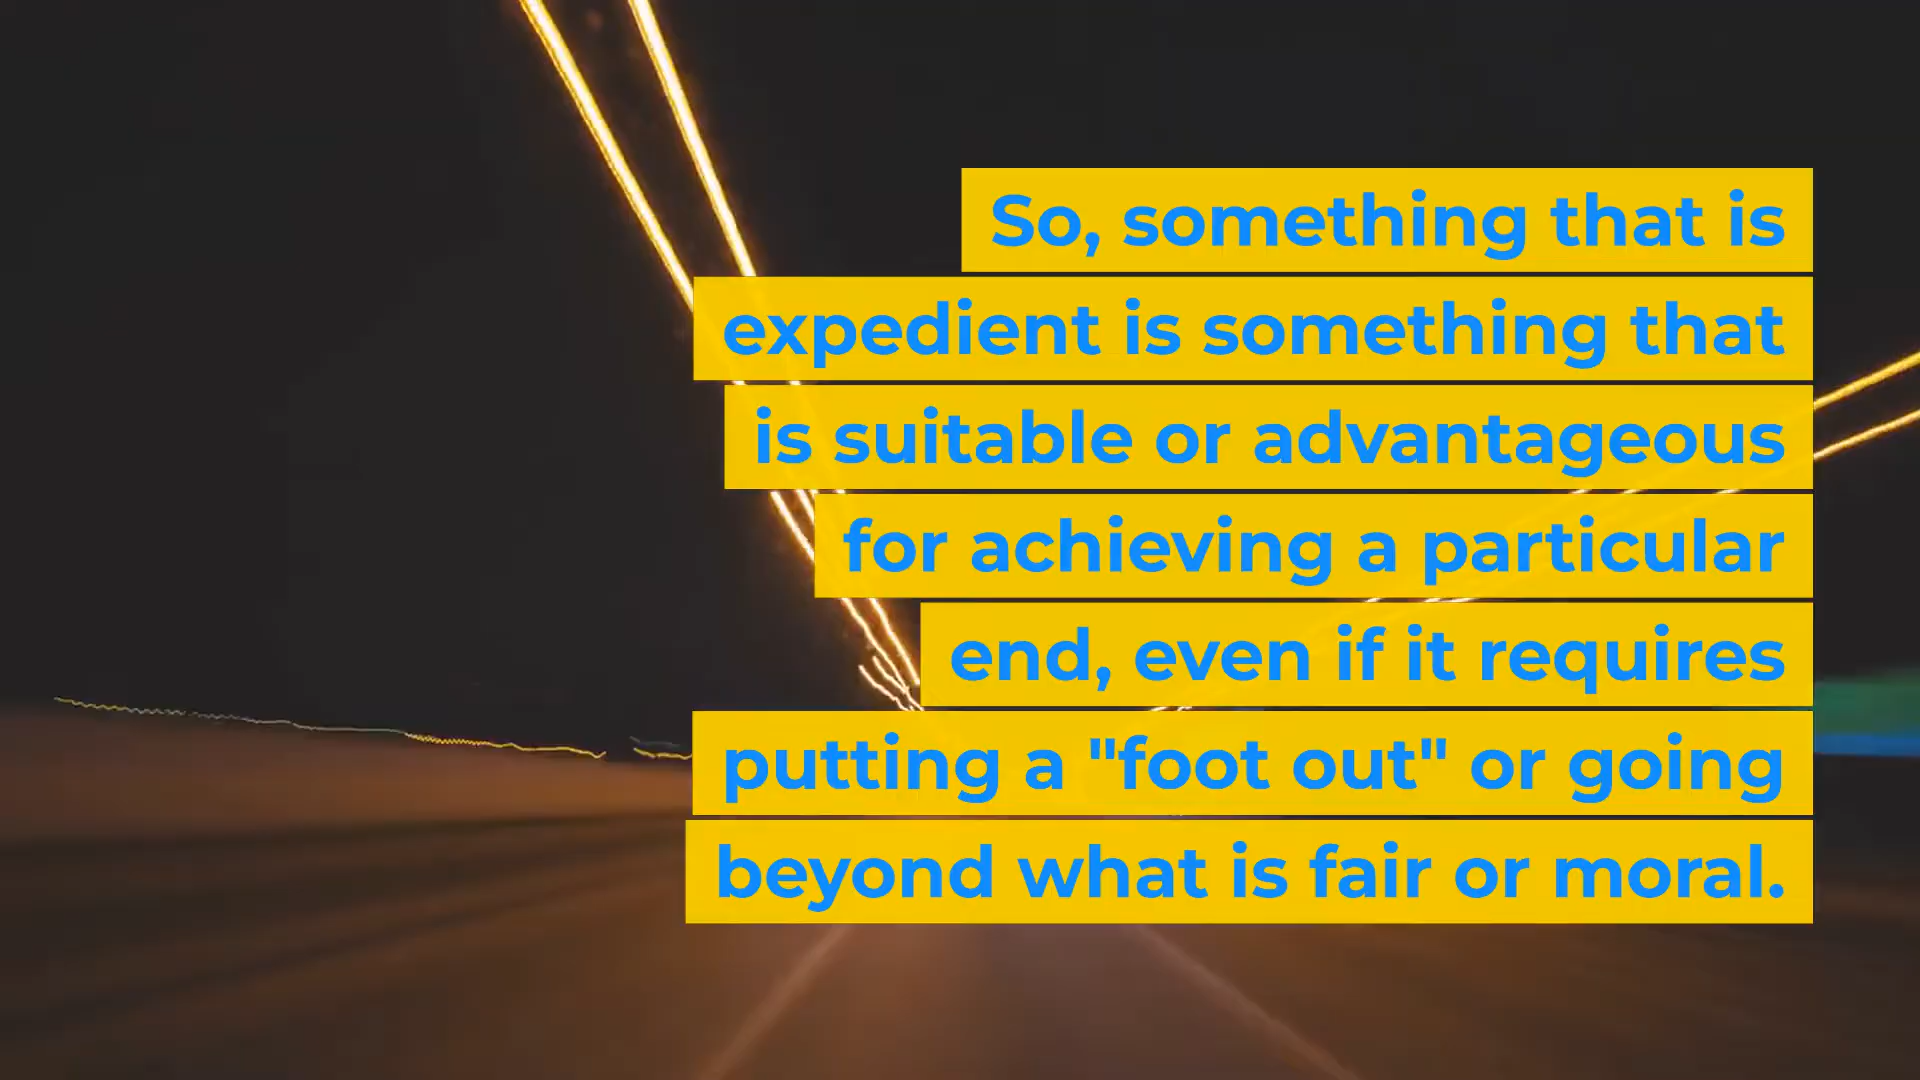 So, something that is
expedient is something that
is suitable or advantageous
for achieving a particular
end, even if it requires
putting a "foot out" or going
beyond what is fair or moral.